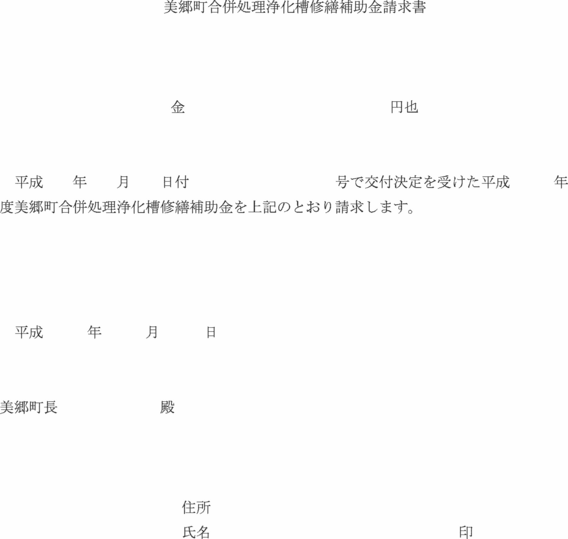 美郷町合併処理浄化槽修繕補助金請求書
金　　　　　　　　　　　　　　円也
平成　　年　　月　　日付　　　　　　　　　　号で交付決定を受けた平成　　　年
度美郷町合併処理浄化槽修繕補助金を上記のとおり請求します。
平成　　　年　　　月　　　日
美郷町長　　　　　　　殿
住所
氏名　　　　　　　　　　　　　　　　　印